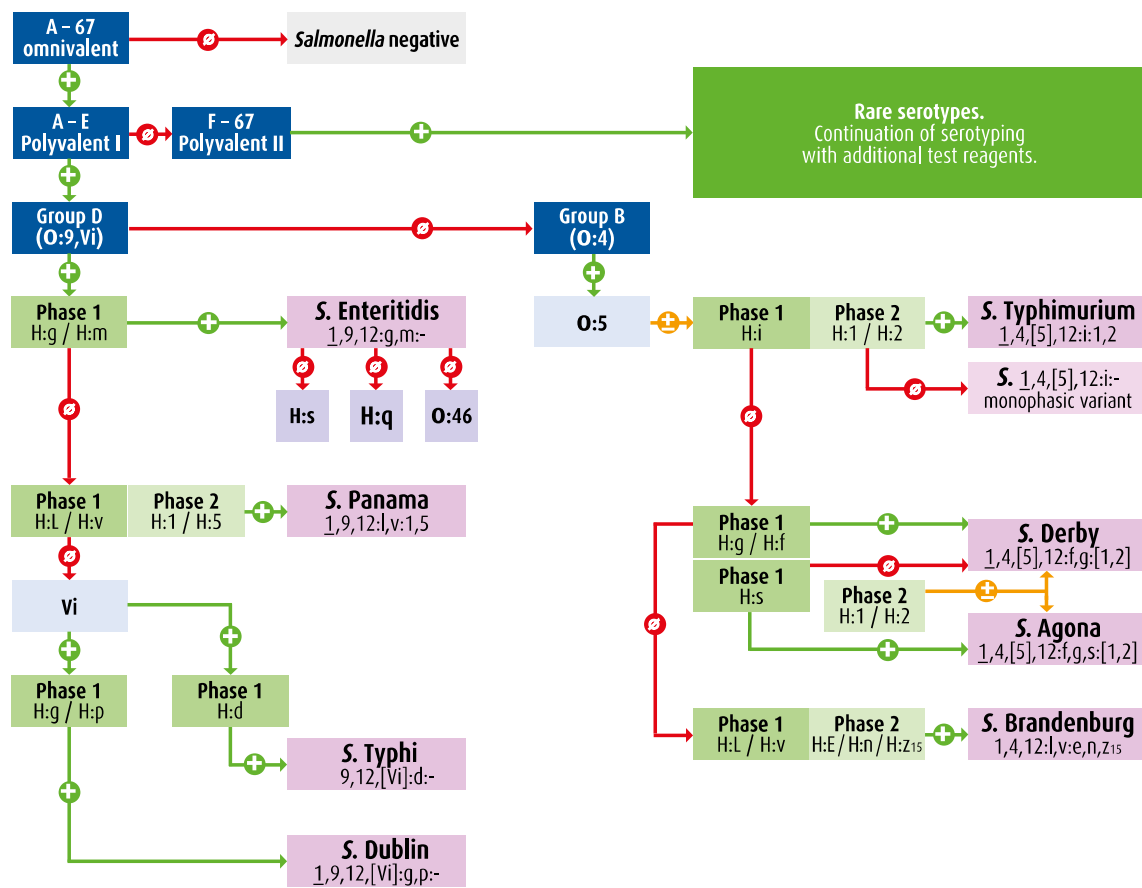 A – 67
omnivalent
Salmonella negative
A – E
Polyvalent I
F – 67
Polyvalent II
Rare serotypes.
Continuation of serotyping
with additional test reagents.
Group D
(O:9,Vi)
Group B
(O:4)
Phase 1
H:g / H:m
S. Enteritidis
1,9,12:g,m:-
O:5
Phase 1
H:i
Phase 2
H:1 / H:2
S. Typhimurium
1,4,[5],12:i:1,2
S. 1,4,[5],12:i:-
monophasic variant
H:s
H:q
O:46
Phase 1
H:L / H:v
Phase 2
H:1 / H:5
S. Panama
1,9,12:l,v:1,5
Phase 1
H:g / H:f
S. Derby
1,4,[5],12:f,g:[1,2]
Phase 1
H:s
Phase 2
H:1 / H:2
S. Agona
1,4,[5],12:f,g,s:[1,2]
Vi
Phase 1
H:g / H:p
Phase 1
H:d
Phase 1
H:L / H:v
Phase 2
H:E/H:n/H:z15
S. Brandenburg
1,4,12:l,v:e,n,z15
S. Typhi
9,12,[Vi]:d:-
S. Dublin
1,9,12,[Vi]:g,p:-